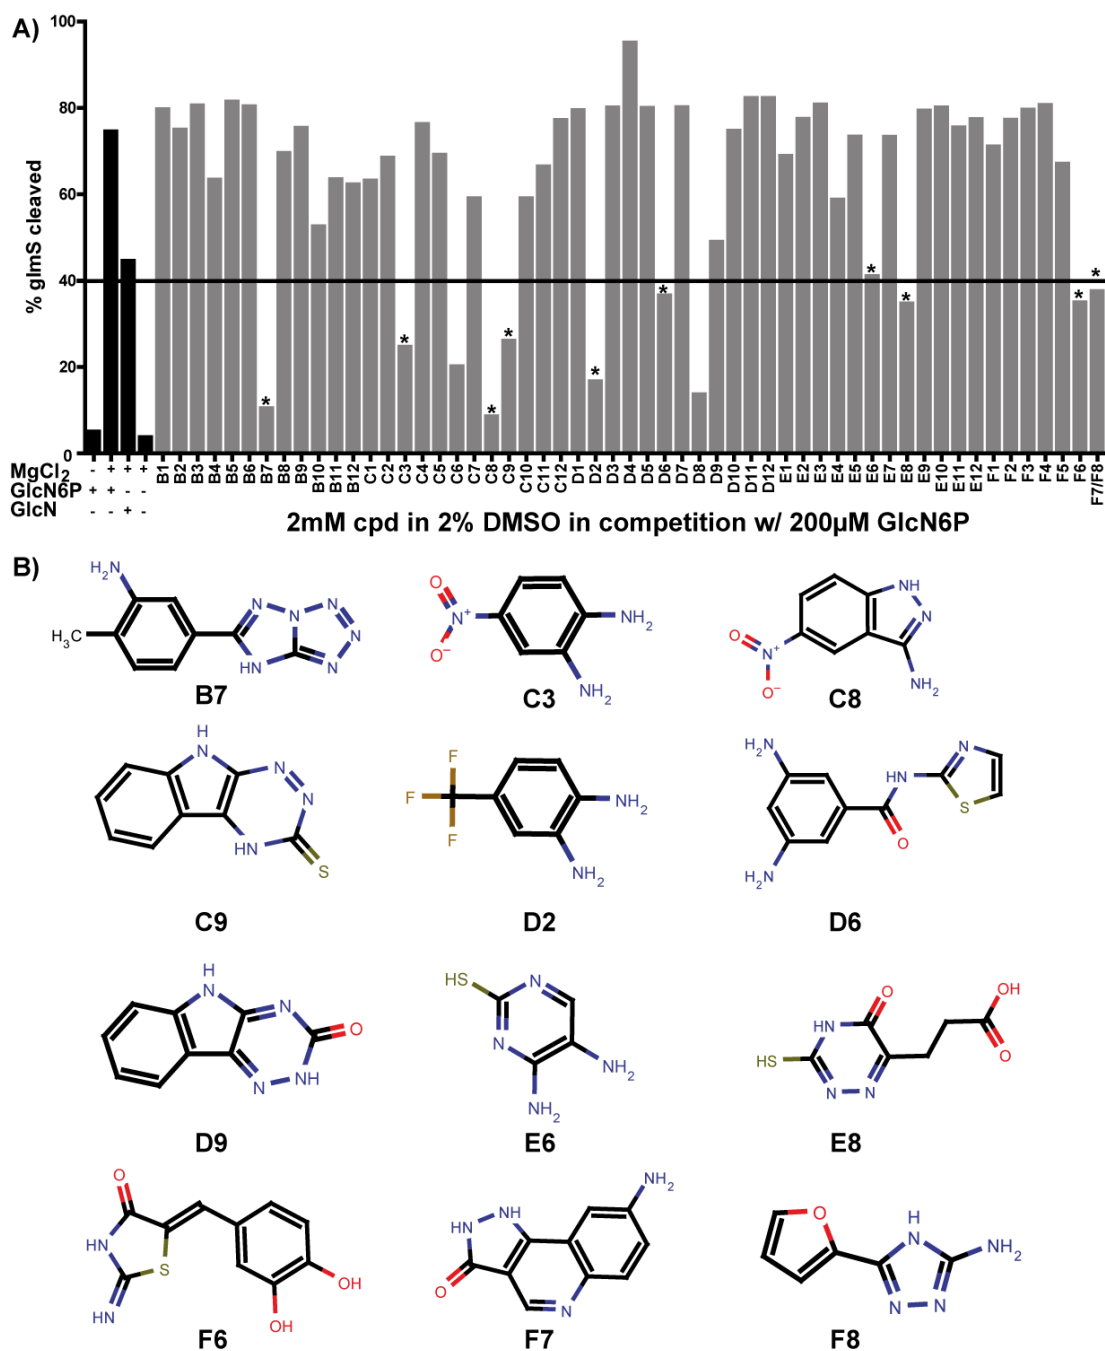 A)
% glmS cleaved
100
80
60
40
20
0
* * * * * * * * * *
MgCl2 - + + +
GlcN6P + + - -
GlcN - - + -
B1 B2 B3 B4 B5 B6 B7 B8 B9 B10 B11 B12 C1 C2 C3 C4 C5 C6 C7 C8 C9 C10 C11 C12 D1 D2 D3 D4 D5 D6 D7 D8 D9 D10 D11 D12 E1 E2 E3 E4 E5 E6 E7 E8 E9 E10 E11 E12 F1 F2 F3 F4 F5 F6 F7/F8
2mM cpd in 2% DMSO in competition w/ 200µM GlcN6P
B)
H2N H3C N N N N N HN N
B7
O N+ O− NH2 NH2
C3
NH N NH2 O N+ O−
C8
H N N N HN S
C9
F F F NH2 NH2
D2
H2N H2N HN O N S
D6
H N N O NH N
D9
HS N N NH2 NH2
E6
O OH O HN HS N N
E8
O HN HN S OH OH
F6
NH2 HN NH O N
F7
O H N NH2 N N
F8